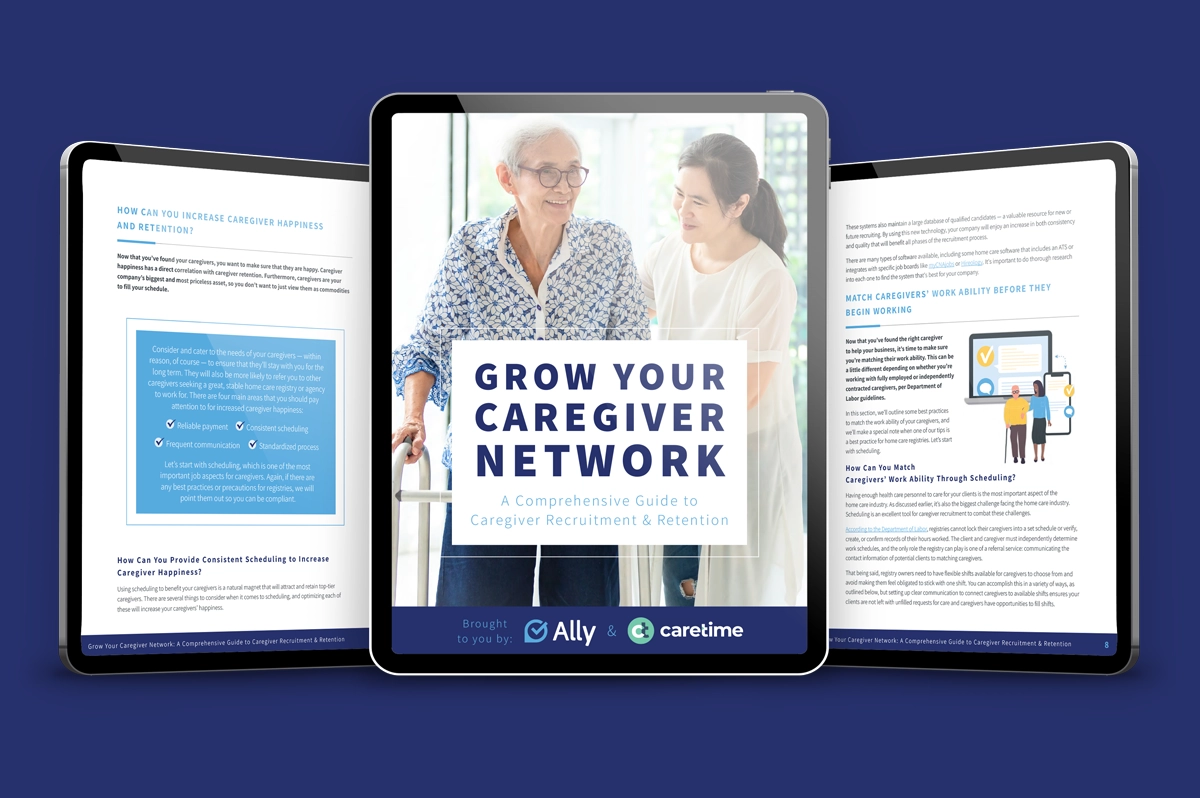 HOW CAN YOU INCREASE CAREGIVER HAPPINESS
AND RETENTION?
Now that you've found your caregivers, you want to make sure that they are happy. Caregiver
happiness has a direct correlation with caregiver retention. Furthermore, caregivers are your
company's biggest and most priceless asset, so you don't want to just view them as commodities
to fill your schedule.
Consider and cater to the needs of your caregivers — within
reason, of course — to ensure that they'll stay with you for the
long term. They will also be more likely to refer you to other
caregivers seeking a great, stable home care registry or agency
to work for. There are four main areas that you should pay
attention to for increased caregiver happiness:
Reliable payment Consistent scheduling
Frequent communication Standardized process
Let's start with scheduling, which is one of the most
important job aspects for caregivers. Again, if there are
any best practices or precautions for registries, we will
point them out so you can be compliant.
How Can You Provide Consistent Scheduling to Increase
Caregiver Happiness?
Using scheduling to benefit your caregivers is a natural magnet that will attract and retain top-tier
caregivers. There are several things to consider when it comes to scheduling, and optimizing each of
these will increase your caregivers' happiness.
Grow Your Caregiver Network: A Comprehensive Guide to Caregiver Recruitment & Retention
GROW YOUR
CAREGIVER
NETWORK
A Comprehensive Guide to
Caregiver Recruitment & Retention
Brought
to you by:
Ally & ct caretime
These systems also maintain a large database of qualified candidates — a valuable resource for new or
future recruiting. By using this new technology, your company will enjoy an increase in both consistency
and quality that will benefit all phases of the recruitment process.
There are many types of software available, including some home care software that includes an ATS or
integrates with specific job boards like myCNAjobs or Hireology. It's important to do thorough research
into each one to find the system that's best for your company.
MATCH CAREGIVERS' WORK ABILITY BEFORE THEY
BEGIN WORKING
Now that you've found the right caregiver
to help your business, it's time to make sure
you're matching their work ability. This can be
a little different depending on whether you're
working with fully employed or independently
contracted caregivers, per Department of
Labor guidelines.
In this section, we'll outline some best practices
to match the work ability of your caregivers, and
we'll make a special note when one of our tips is
a best practice for home care registries. Let's start
with scheduling.
How Can You Match
Caregivers' Work Ability Through Scheduling?
Having enough health care personnel to care for your clients is the most important aspect of the
home care industry. As discussed earlier, it's also the biggest challenge facing the home care industry.
Scheduling is an excellent tool for caregiver recruitment to combat these challenges.
According to the Department of Labor, registries cannot lock their caregivers into a set schedule or verify,
create, or confirm records of their hours worked. The client and caregiver must independently determine
work schedules, and the only role the registry can play is one of a referral service: communicating the
contact information of potential clients to matching caregivers.
That being said, registry owners need to have flexible shifts available for caregivers to choose from and
avoid making them feel obligated to stick with one shift. You can accomplish this in a variety of ways, as
outlined below, but setting up clear communication to connect caregivers to available shifts ensures your
clients are not left with unfilled requests for care and caregivers have opportunities to fill shifts.
Your Caregiver Network: A Comprehensive Guide to Caregiver Recruitment & Retention 8